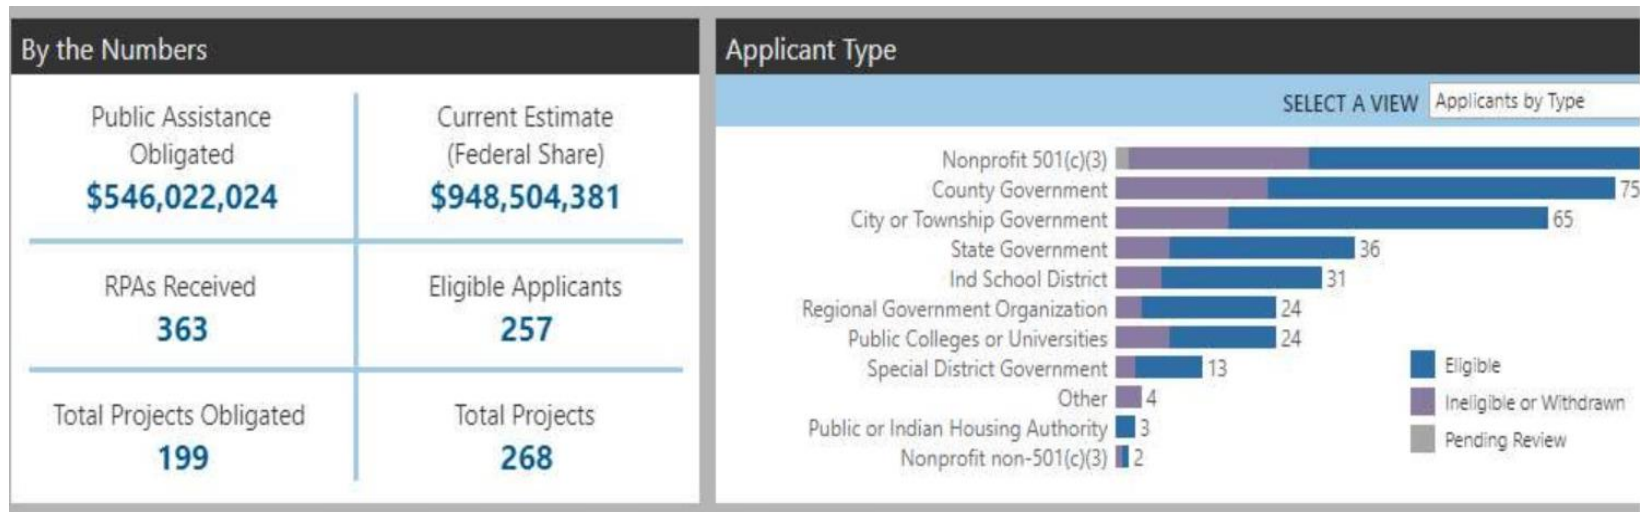 By the Numbers
Public Assistance
Obligated
$546,022,024
Current Estimate
(Federal Share)
$948,504,381
RPAs Received
363
Eligible Applicants
257
Total Projects Obligated
199
Total Projects
268
Applicant Type
SELECT A VIEW Applicants by Type
Nonprofit 501(c)(3)
County Government 75
City or Township Government 65
State Government 36
Ind School District 31
Regional Government Organization 24
Public Colleges or Universities 24
Special District Government 13
Other 4
Public or Indian Housing Authority 3
Nonprofit non-501(c)(3) 2
Eligible
Ineligible or Withdrawn
Pending Review